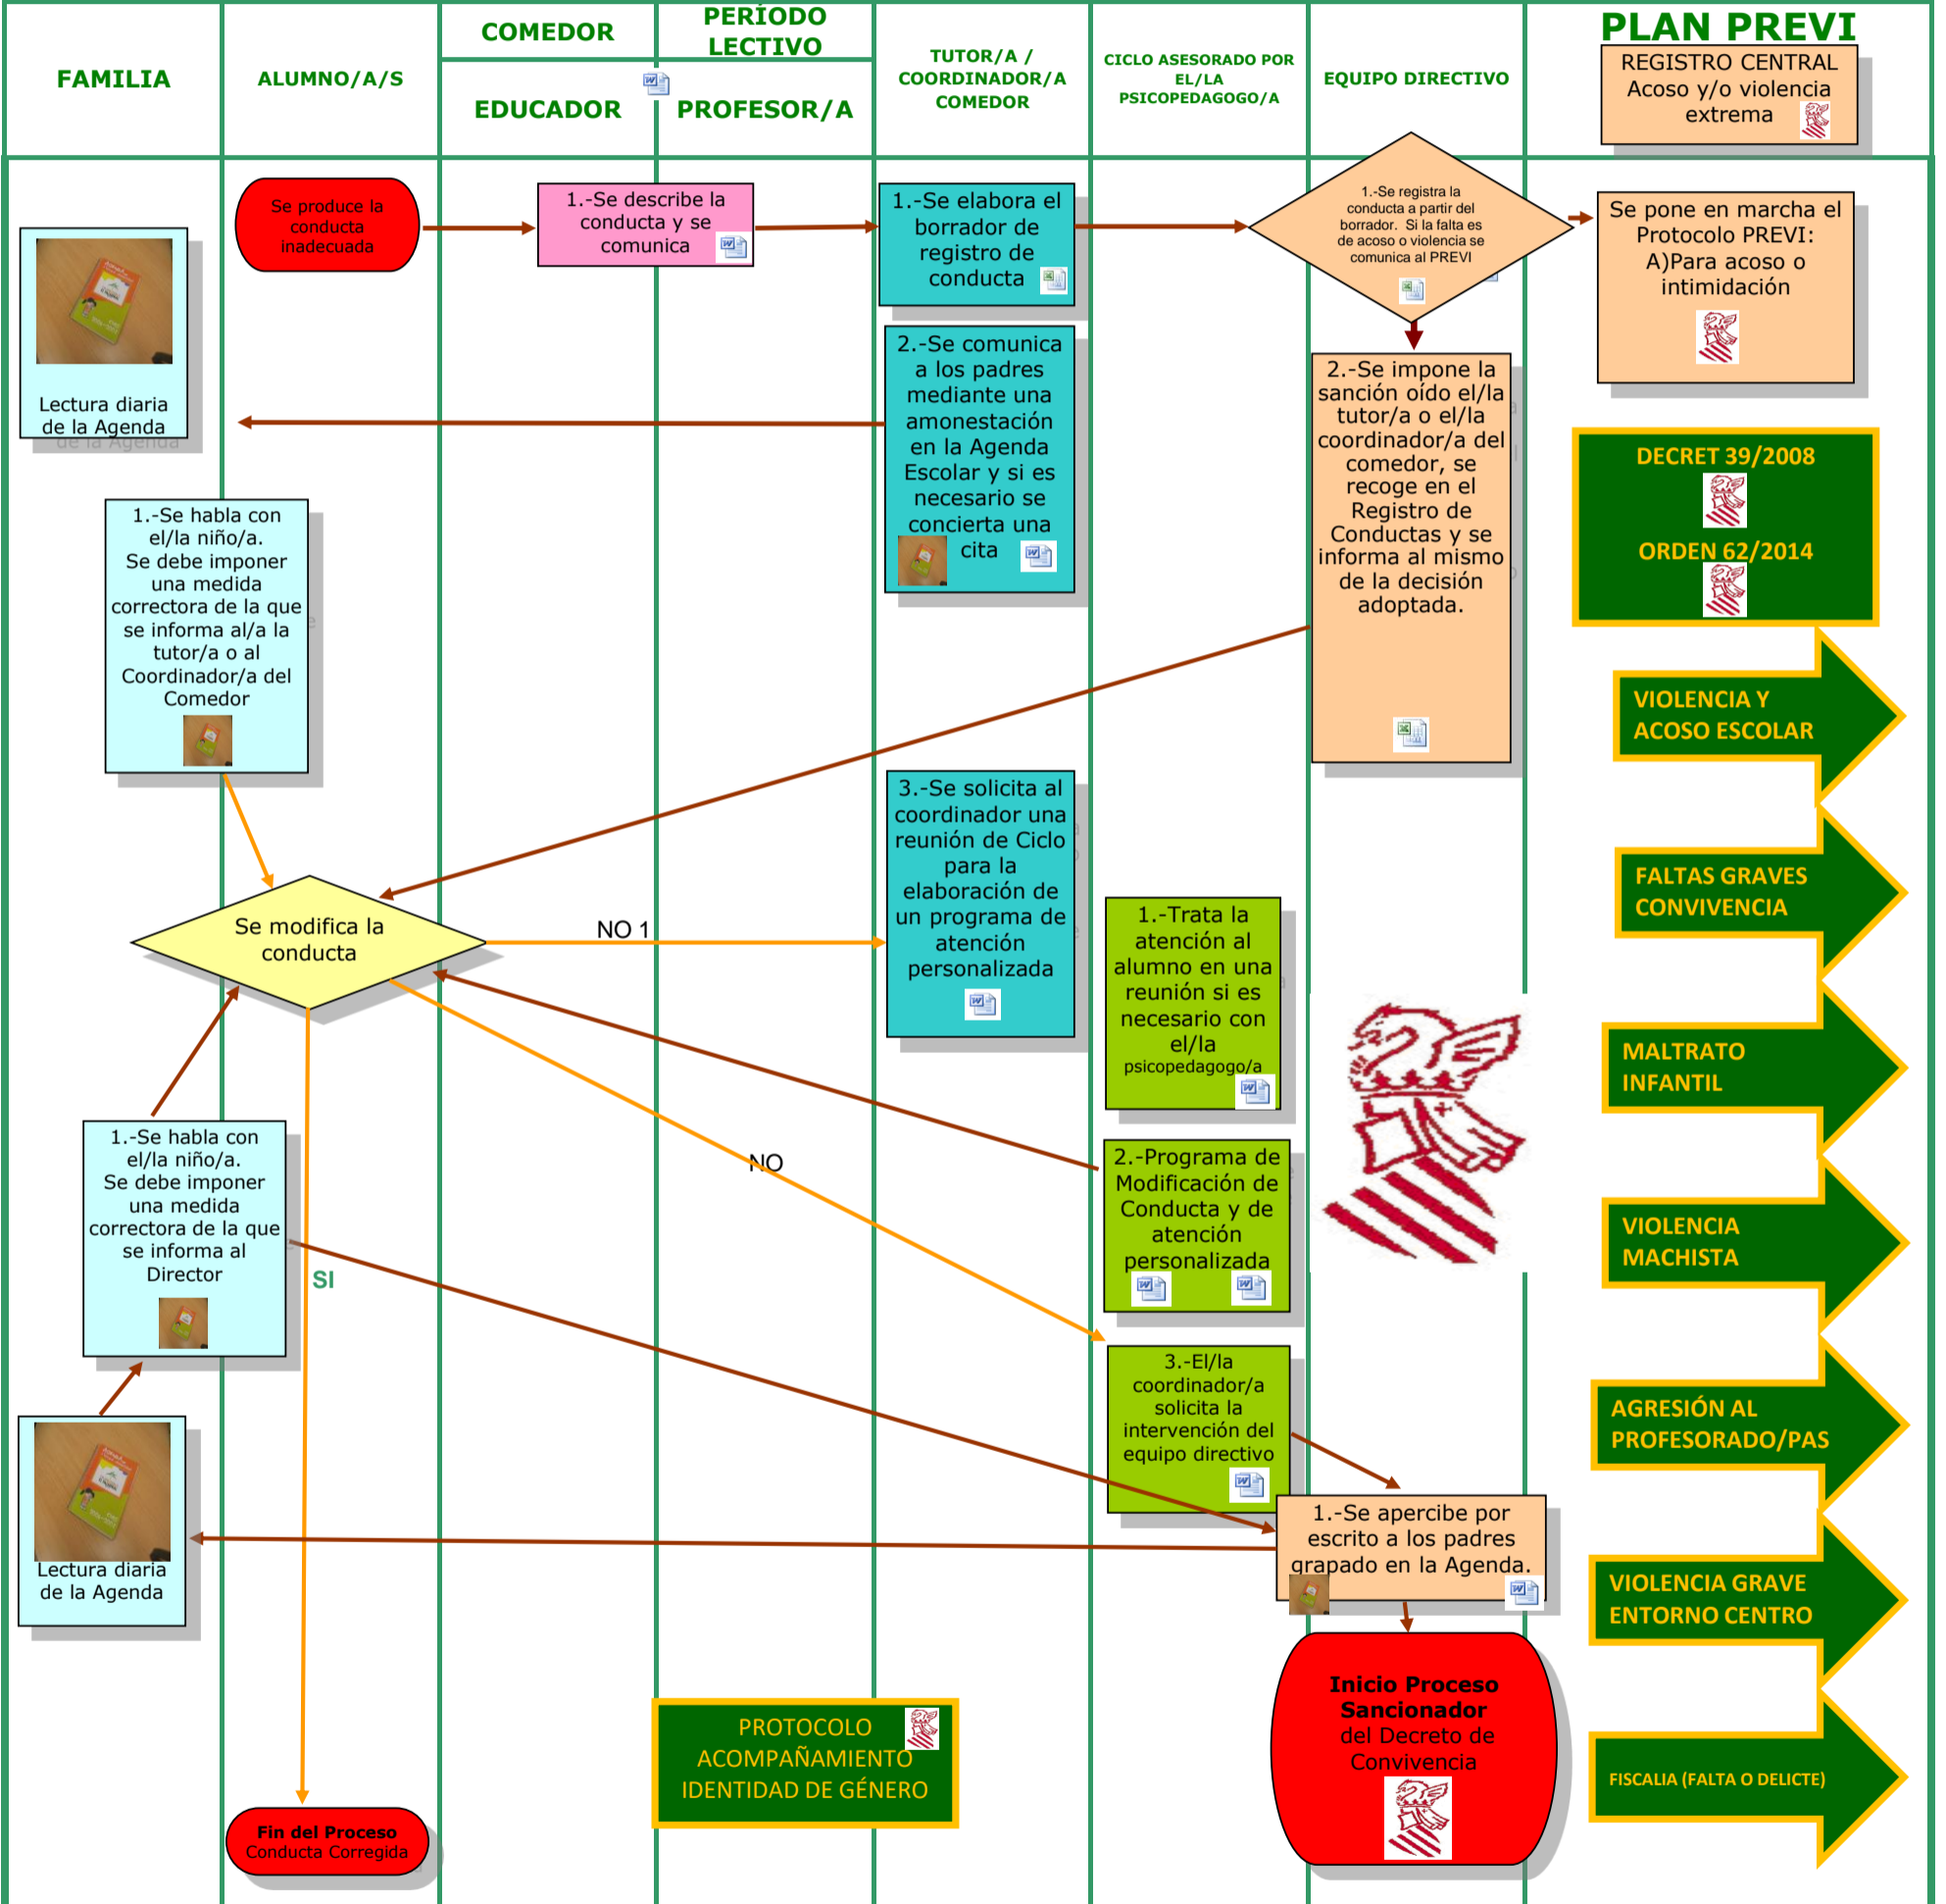 FAMILIA
ALUMNO/A/S
COMEDOR
EDUCADOR
PERÍODO
LECTIVO
PROFESOR/A
TUTOR/A /
COORDINADOR/A
COMEDOR
CICLO ASESORADO POR
EL/LA
PSICOPEDAGOGO/A
EQUIPO DIRECTIVO
PLAN PREVI
REGISTRO CENTRAL
Acoso y/o violencia
extrema
Se produce la
conducta
inadecuada
1.-Se describe la
conducta y se
comunica
1.-Se elabora el
borrador de
registro de
conducta
1.-Se registra la
conducta a partir del
borrador. Si la falta es
de acoso o violencia se
comunica al PREVI
Se pone en marcha el
Protocolo PREVI:
A)Para acoso o
intimidación
Lectura diaria
de la Agenda
2.-Se comunica
a los padres
mediante una
amonestación
en la Agenda
Escolar y si es
necesario se
concierta una
cita
2.-Se impone la
sanción oído el/la
tutor/a o el/la
coordinador/a del
comedor, se
recoge en el
Registro de
Conductas y se
informa al mismo
de la decisión
adoptada.
DECRET 39/2008
ORDEN 62/2014
1.-Se habla con
el/la niño/a.
Se debe imponer
una medida
correctora de la que
se informa al/a la
tutor/a o al
Coordinador/a del
Comedor
VIOLENCIA Y
ACOSO ESCOLAR
3.-Se solicita al
coordinador una
reunión de Ciclo
para la
elaboración de
un programa de
atención
personalizada
FALTAS GRAVES
CONVIVENCIA
Se modifica la
conducta
NO 1
1.-Trata la
atención al
alumno en una
reunión si es
necesario con
el/la
psicopedagogo/a
MALTRATO
INFANTIL
1.-Se habla con
el/la niño/a.
Se debe imponer
una medida
correctora de la que
se informa al
Director
SI
NO
2.-Programa de
Modificación de
Conducta y de
atención
personalizada
VIOLENCIA
MACHISTA
3.-El/la
coordinador/a
solicita la
intervención del
equipo directivo
AGRESIÓN AL
PROFESORADO/PAS
Lectura diaria
de la Agenda
1.-Se apercibe por
escrito a los padres
grapado en la Agenda.
VIOLENCIA GRAVE
ENTORNO CENTRO
Inicio Proceso
Sancionador
del Decreto de
Convivencia
PROTOCOLO
ACOMPAÑAMIENTO
IDENTIDAD DE GÉNERO
FISCALIA (FALTA O DELICTE)
Fin del Proceso
Conducta Corregida